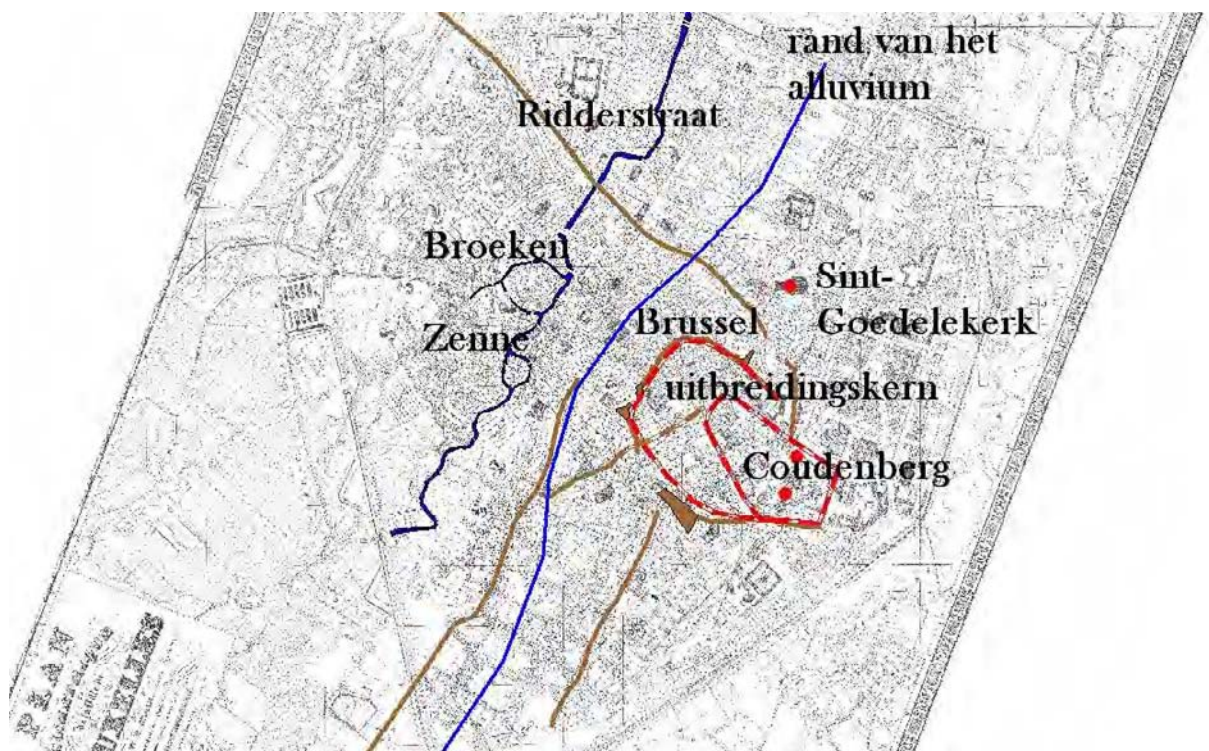 rand van het
alluvium
Ridderstraat
Broeken
Sint-
Goedelekerk
Brussel
Zenne
uitbreidingskern
Coudenberg
PLAN